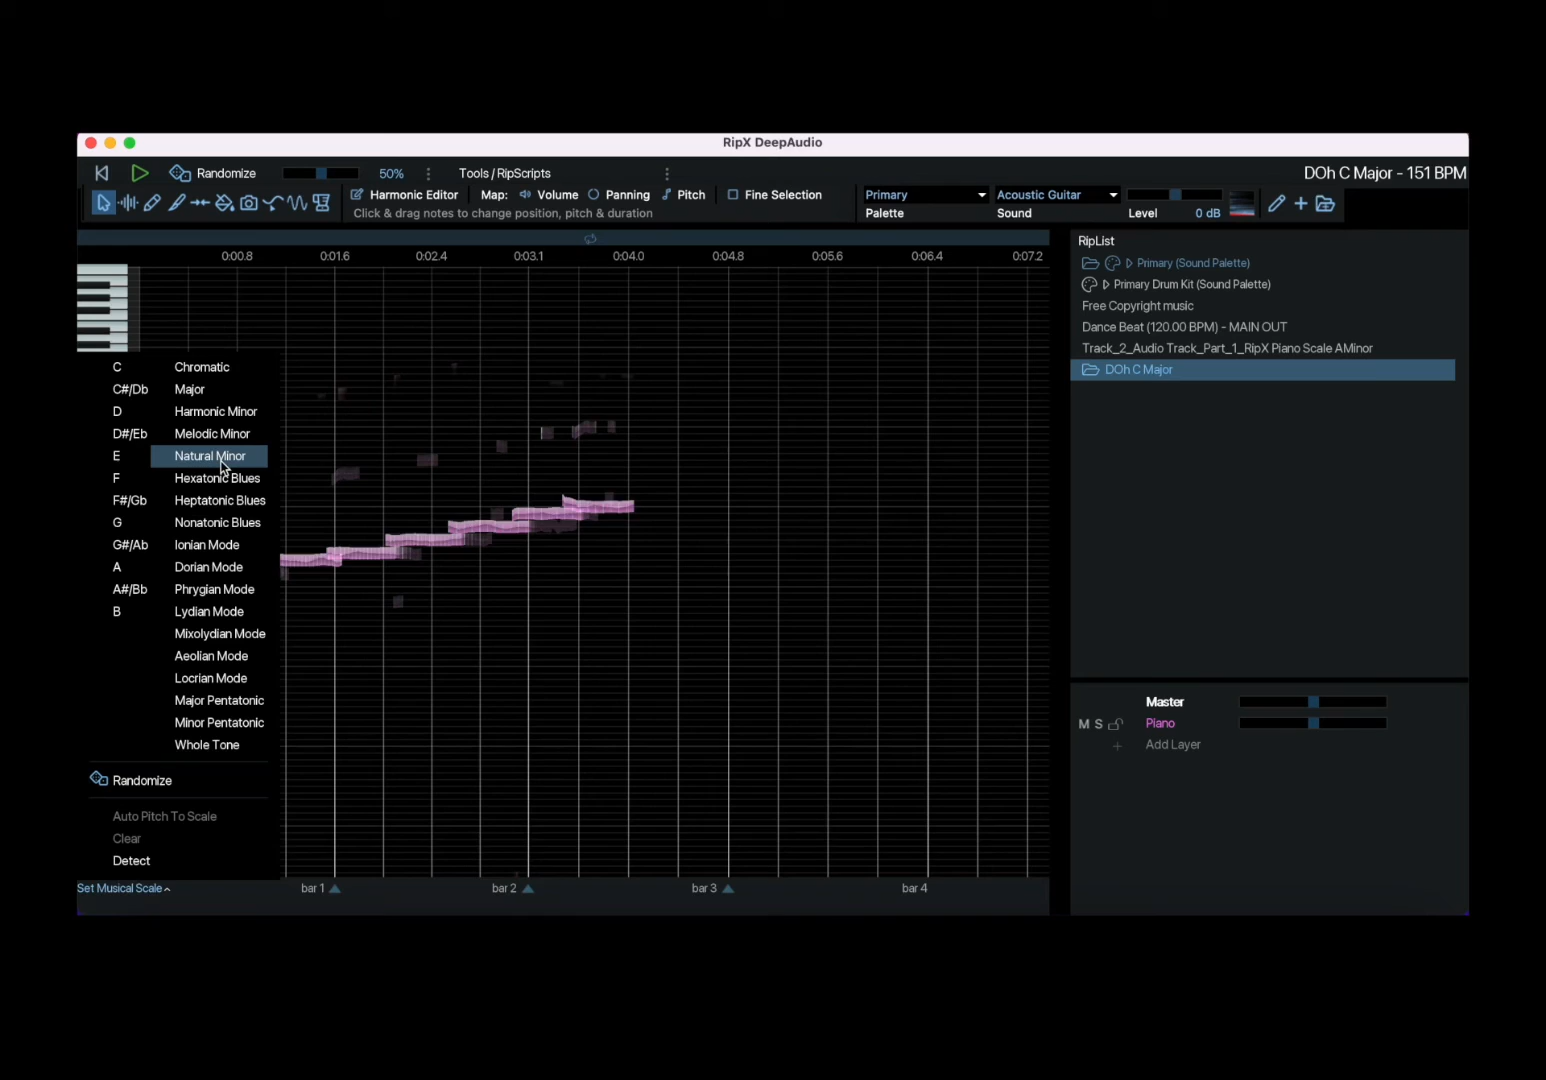 RipX DeepAudio
Randomize 50% Tools / RipScripts DOh C Major - 151 BPM
Harmonic Editor Map: Volume Panning Pitch Fine Selection Primary Acoustic Guitar
Click & drag notes to change position, pitch & duration Palette Sound Level 0 dB
RipList
0:00.8 0:01.6 0:02.4 0:03.1 0:04.0 0:04.8 0:05.6 0:06.4 0:07.2
Primary (Sound Palette)
Primary Drum Kit (Sound Palette)
Free Copyright music
Dance Beat (120.00 BPM) - MAIN OUT
Track_2_Audio Track_Part_1_RipX Piano Scale AMinor
DOh C Major
C Chromatic
C#/Db Major
D Harmonic Minor
D#/Eb Melodic Minor
E Natural Minor
F Hexatonic Blues
F#/Gb Heptatonic Blues
G Nonatonic Blues
G#/Ab Ionian Mode
A Dorian Mode
A#/Bb Phrygian Mode
B Lydian Mode
Mixolydian Mode
Aeolian Mode
Locrian Mode
Major Pentatonic
Minor Pentatonic
Whole Tone
Randomize
Auto Pitch To Scale
Clear
Detect
Set Musical Scale bar 1 bar 2 bar 3 bar 4
Master
M S Piano
+ Add Layer